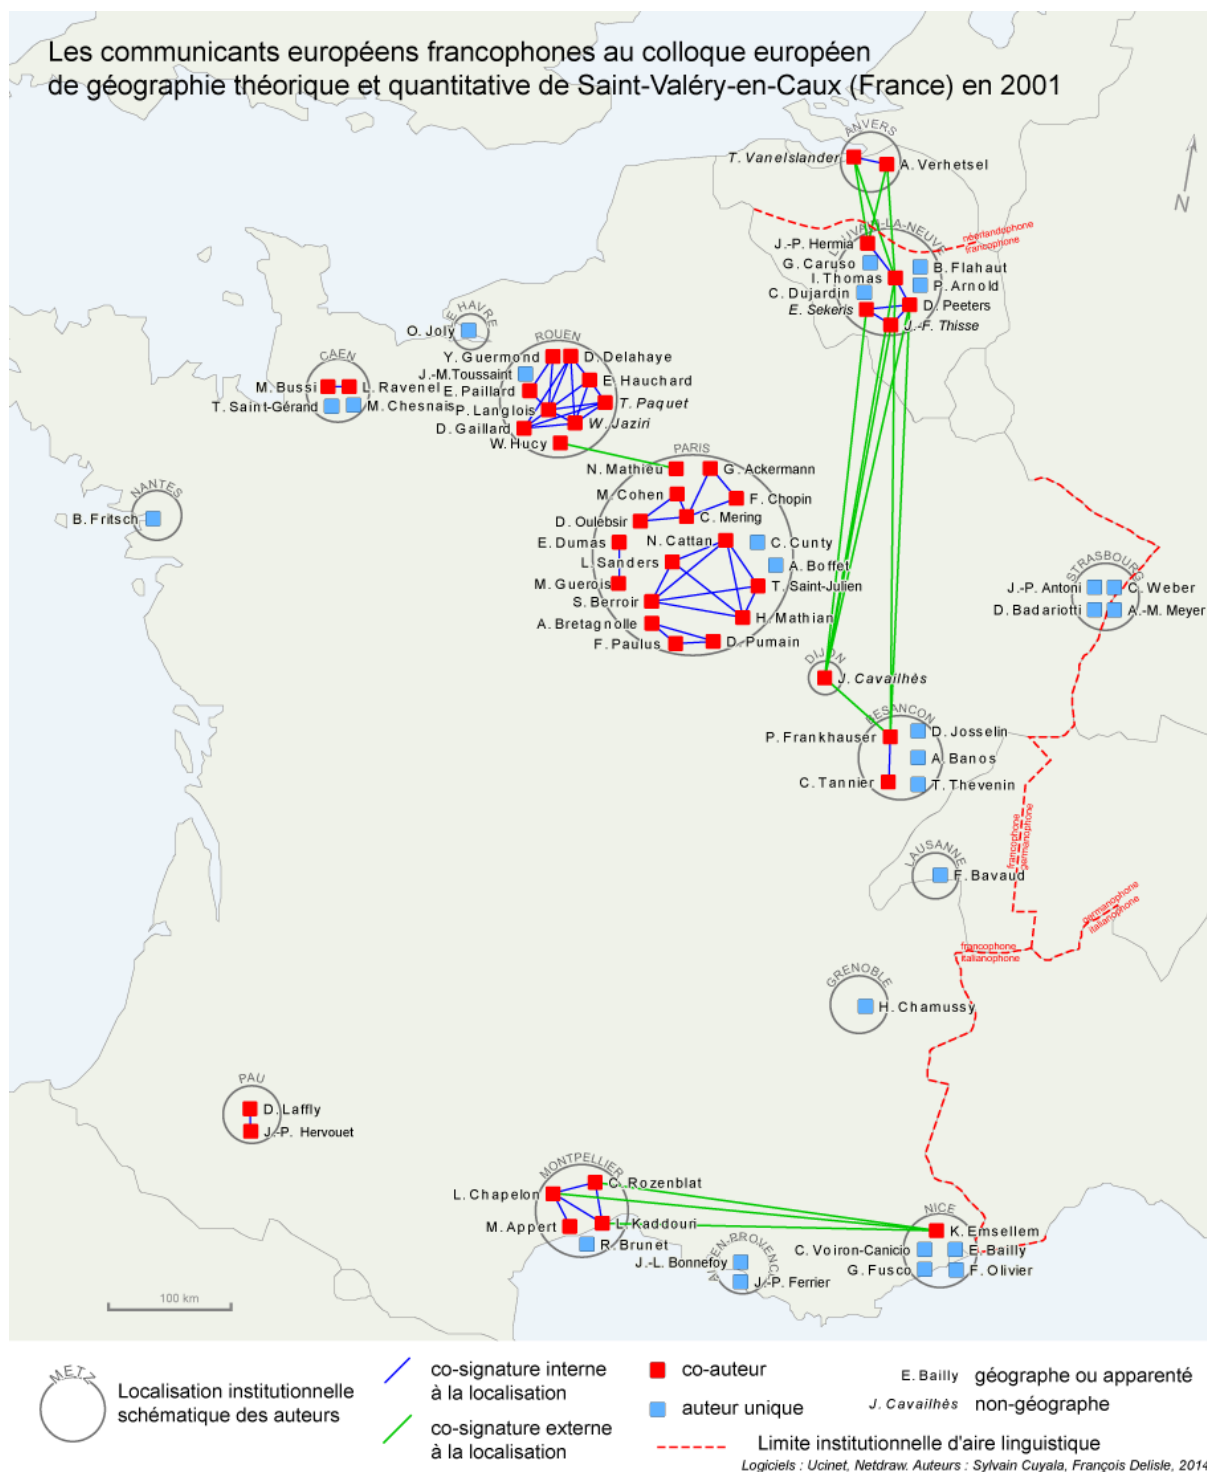 Les communicants européens francophones au colloque européen
de géographie théorique et quantitative de Saint-Valéry-en-Caux (France) en 2001
ANVERS
T. Vanelslander
A. Verhetsel
N
néerlandophone
francophone
LOUVAIN-LA-NEUVE
J.-P. Hermia
G. Caruso
B. Flahaut
I. Thomas
P. Arnold
C. Dujardin
D. Peeters
E. Sekeris
J.-F. Thisse
LE HAVRE
O. Joly
ROUEN
Y. Guermond
D. Delahaye
J.-M.Toussaint
E. Hauchard
E. Paillard
T. Paquet
P. Langlois
W. Jaziri
D. Gaillard
W. Hucy
CAEN
M. Bussi
L. Ravenel
T. Saint-Gérand
M. Chesnais
PARIS
N. Mathieu
G. Ackermann
M. Cohen
F. Chopin
D. Oulebsir
C. Mering
E. Dumas
N. Cattan
C. Cunty
L. Sanders
A. Boffet
M. Guerois
T. Saint-Julien
S. Berroir
H. Mathian
A. Bretagnolle
F. Paulus
D. Pumain
NANTES
B. Fritsch
STRASBOURG
J.-P. Antoni
C. Weber
D. Badariotti
A.-M. Meyer
DIJON
J. Cavailhès
BESANCON
P. Frankhauser
D. Josselin
A. Banos
C. Tannier
T. Thevenin
francophone
germanophone
LAUSANNE
F. Bavaud
germanophone
italianophone
francophone
italianophone
GRENOBLE
H. Chamussy
PAU
D. Laffly
J.-P. Hervouet
MONTPELLIER
C. Rozenblat
L. Chapelon
M. Appert
L. Kaddouri
R. Brunet
NICE
K. Emsellem
C. Voiron-Canicio
E. Bailly
G. Fusco
F. Olivier
AIX-EN-PROVENCE
J.-L. Bonnefoy
J.-P. Ferrier
100 km
METZ
Localisation institutionnelle
schématique des auteurs
co-signature interne
à la localisation
co-signature externe
à la localisation
co-auteur
auteur unique
E. Bailly géographe ou apparenté
J. Cavailhès non-géographe
Limite institutionnelle d'aire linguistique
Logiciels : Ucinet, Netdraw. Auteurs : Sylvain Cuyala, François Delisle, 2014